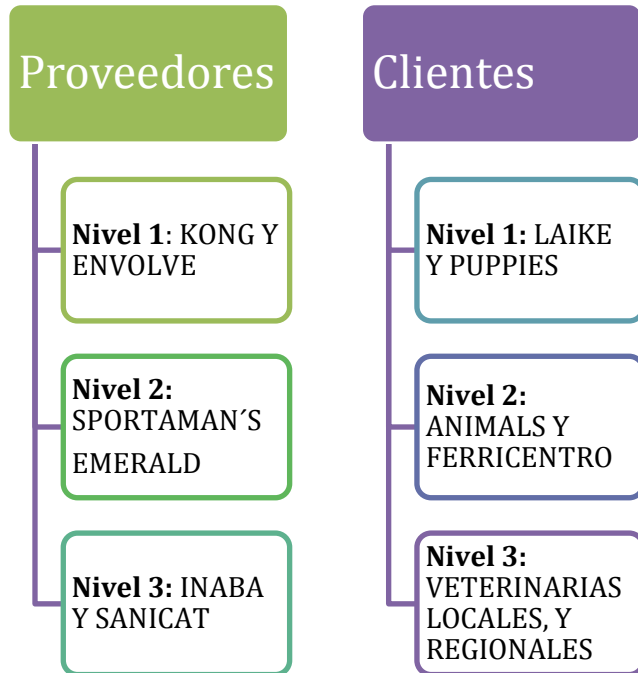 Proveedores
Nivel 1: KONG Y
ENVOLVE
Nivel 2:
SPORTAMAN´S
EMERALD
Nivel 3: INABA
Y SANICAT
Clientes
Nivel 1: LAIKE
Y PUPPIES
Nivel 2:
ANIMALS Y
FERRICENTRO
Nivel 3:
VETERINARIAS
LOCALES, Y
REGIONALES